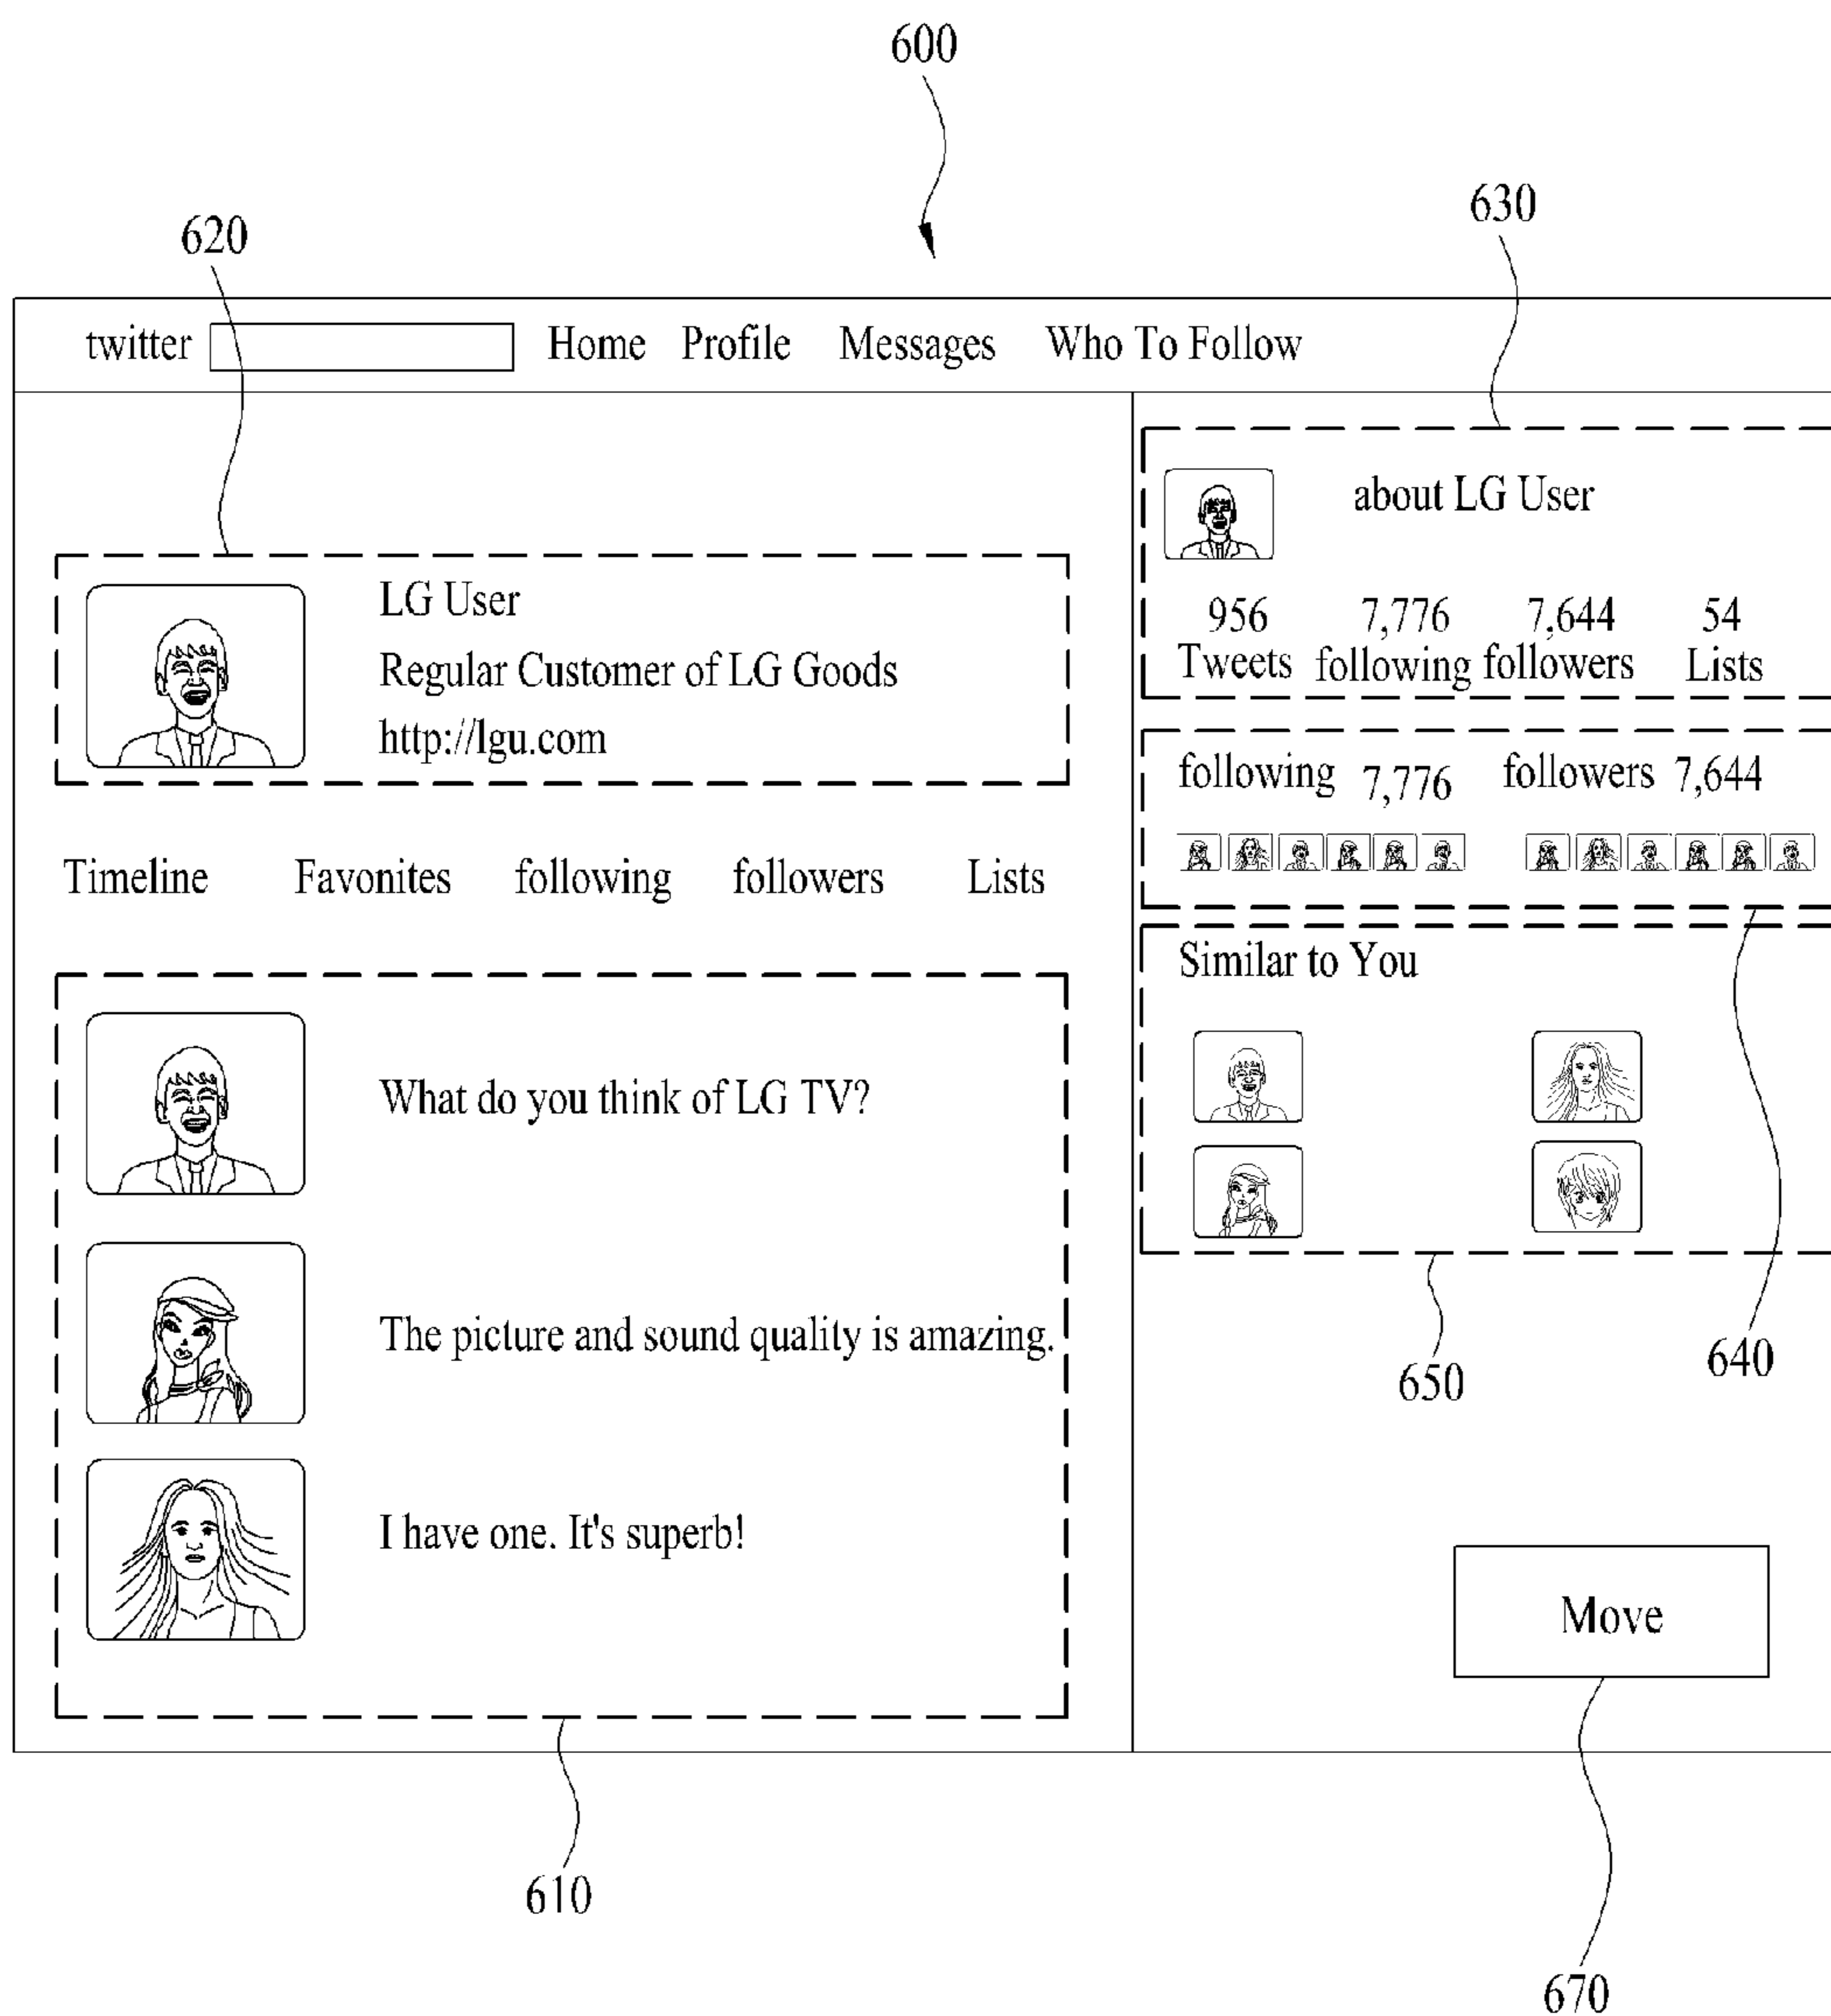 600
620
630
twitter Home Profile Messages Who To Follow
LG User
Regular Customer of LG Goods
http://lgu.com
Timeline Favonites following followers Lists
What do you think of LG TV?
The picture and sound quality is amazing.
I have one. It's superb!
610
about LG User
956 7,776 7,644 54
Tweets following followers Lists
following 7,776 followers 7,644
Similar to You
640
650
Move
670